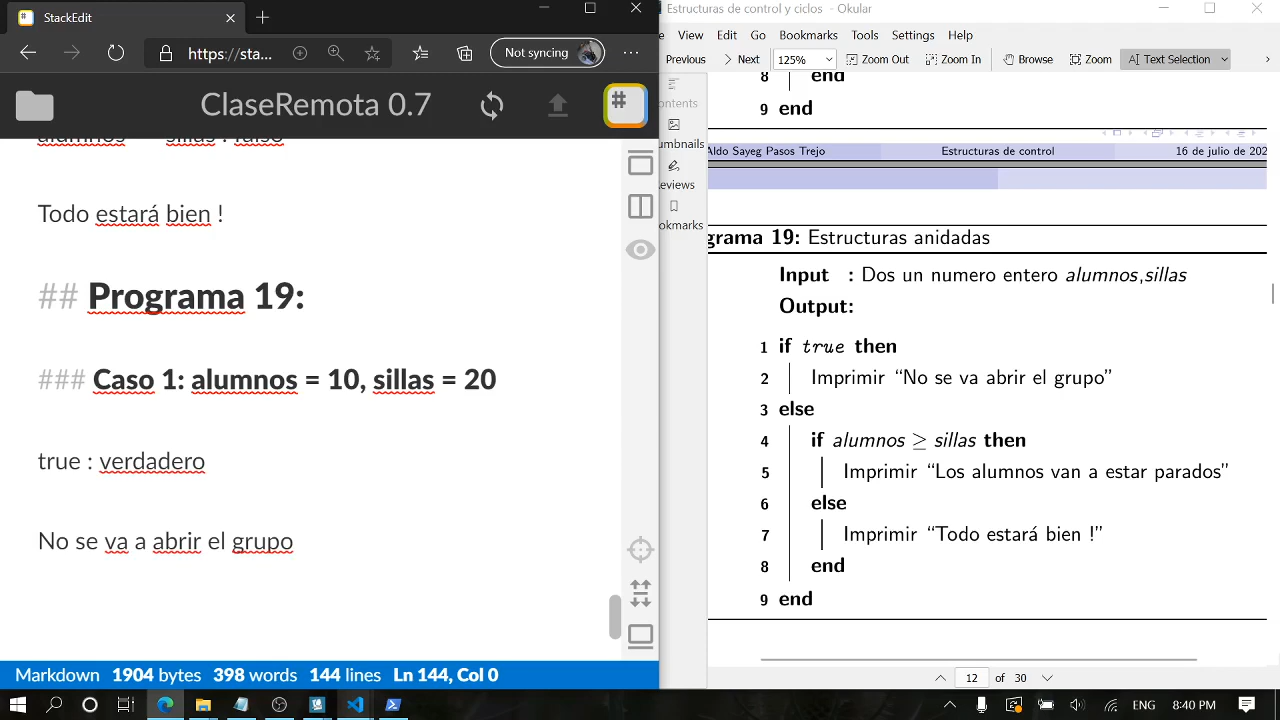 StackEdit
https://sta...
Not syncing
ClaseRemota 0.7
alumnos sillas : falso
Todo estará bien !
## Programa 19:
### Caso 1: alumnos = 10, sillas = 20
true : verdadero
No se va a abrir el grupo
Markdown 1904 bytes 398 words 144 lines Ln 144, Col 0
Estructuras de control y ciclos - Okular
e View Edit Go Bookmarks Tools Settings Help
Previous Next 125% Zoom Out Zoom In Browse Zoom Text Selection
ontents
umbnails
eviews
okmarks
8 end
9 end
Aldo Sayeg Pasos Trejo Estructuras de control 16 de julio de 202
grama 19: Estructuras anidadas
Input : Dos un numero entero alumnos,sillas
Output:
1 if true then
2 Imprimir “No se va abrir el grupo”
3 else
4 if alumnos ≥ sillas then
5 Imprimir “Los alumnos van a estar parados”
6 else
7 Imprimir “Todo estará bien !”
8 end
9 end
12 of 30
ENG 8:40 PM